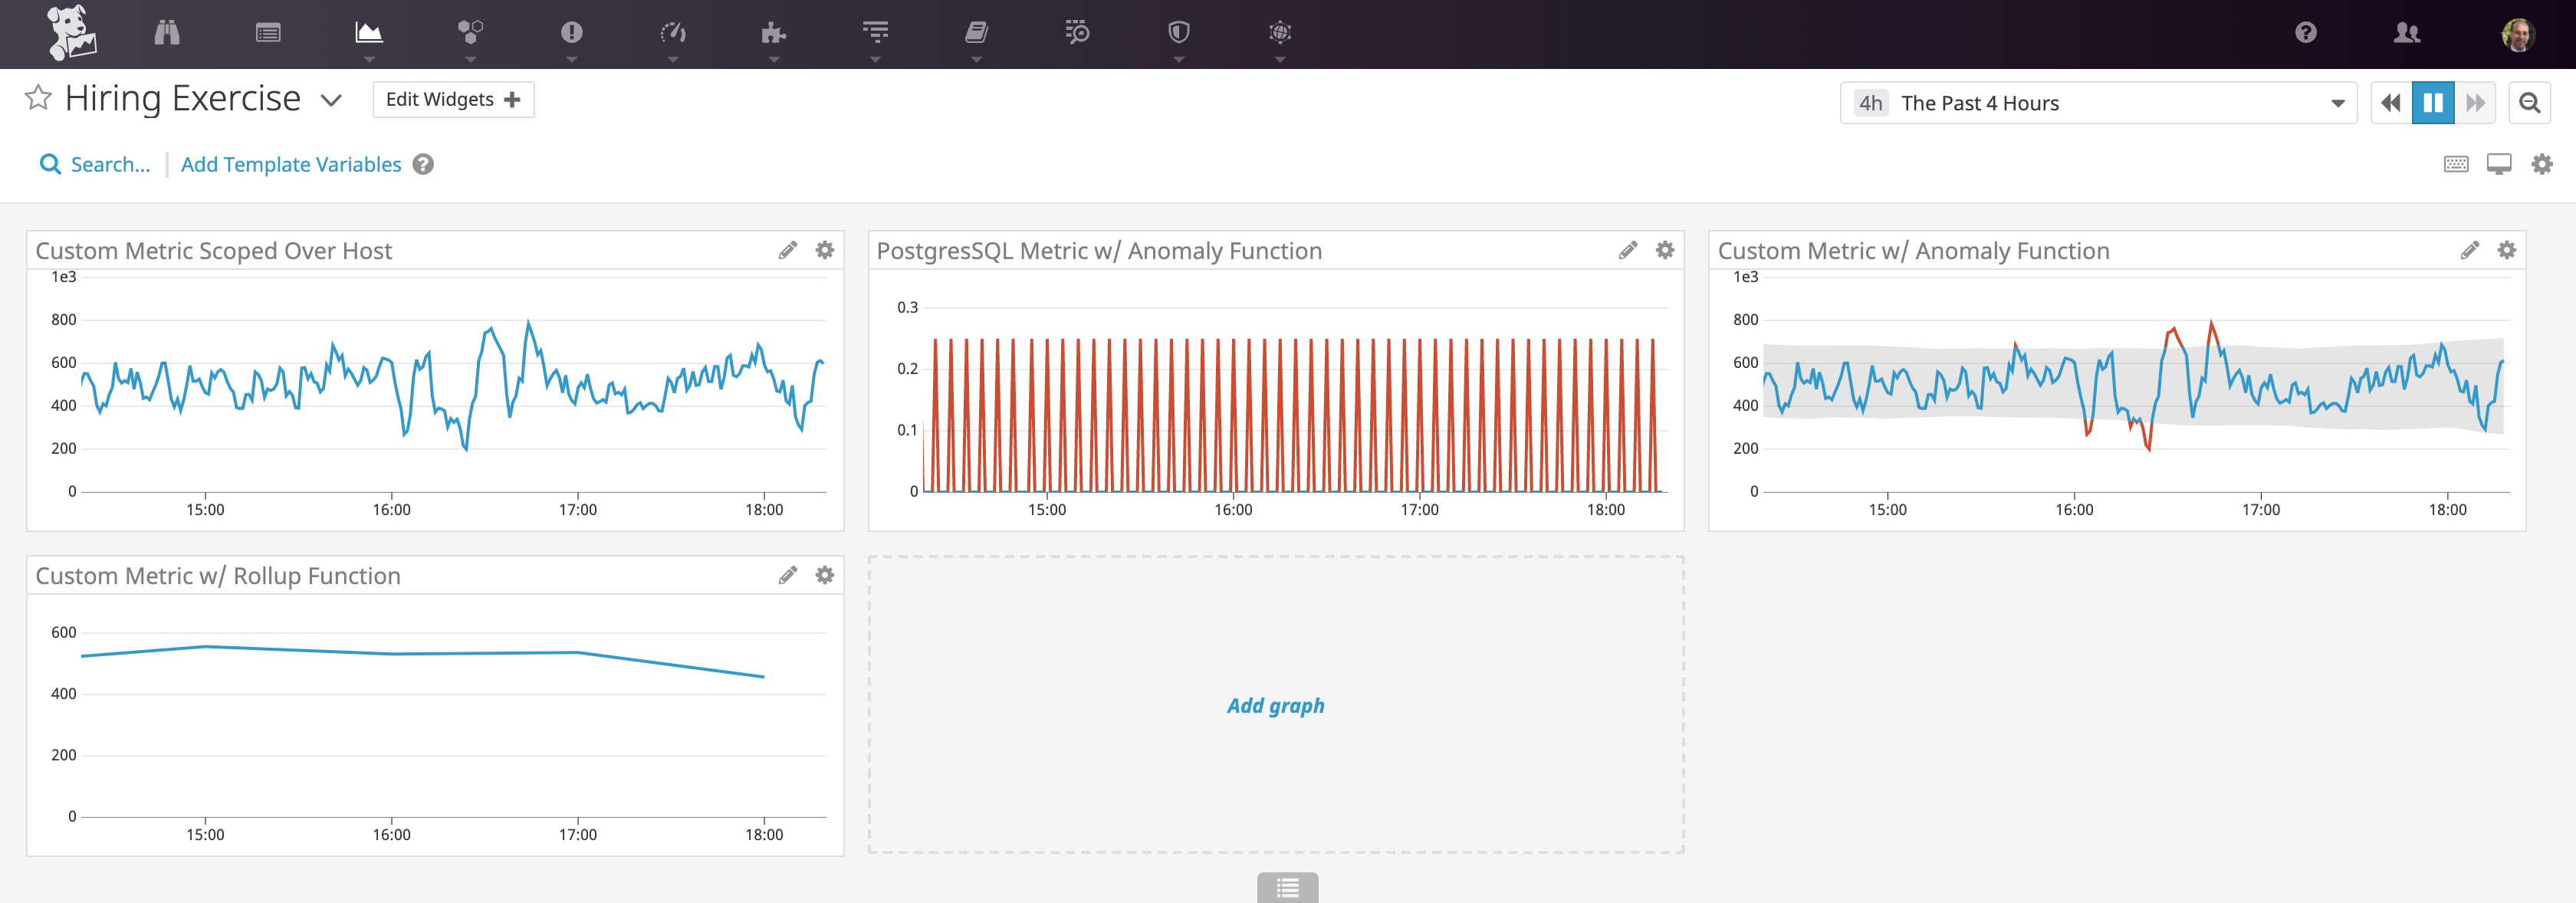 Hiring Exercise
Edit Widgets
4h The Past 4 Hours
Search...
Add Template Variables
Custom Metric Scoped Over Host
1e3
800
600
400
200
0
15:00 16:00 17:00 18:00
PostgresSQL Metric w/ Anomaly Function
0.3
0.2
0.1
0
15:00 16:00 17:00 18:00
Custom Metric w/ Anomaly Function
1e3
800
600
400
200
0
15:00 16:00 17:00 18:00
Custom Metric w/ Rollup Function
600
400
200
0
15:00 16:00 17:00 18:00
Add graph